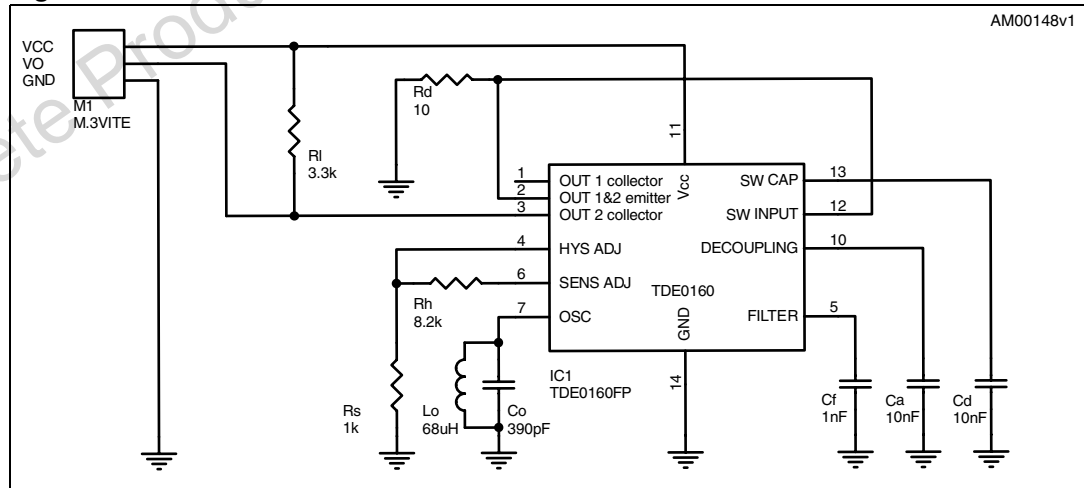 AM00148v1
VCC
VO
GND
M1
M.3VITE
Rl
3.3k
Rd
10
11
Vcc
1
OUT 1 collector
2
OUT 1&2 emitter
3
OUT 2 collector
4
HYS ADJ
6
SENS ADJ
7
OSC
SW CAP
13
SW INPUT
12
DECOUPLING
10
FILTER
5
TDE0160
GND
14
IC1
TDE0160FP
Rh
8.2k
Rs
1k
Lo
68uH
Co
390pF
Cf
1nF
Ca
10nF
Cd
10nF